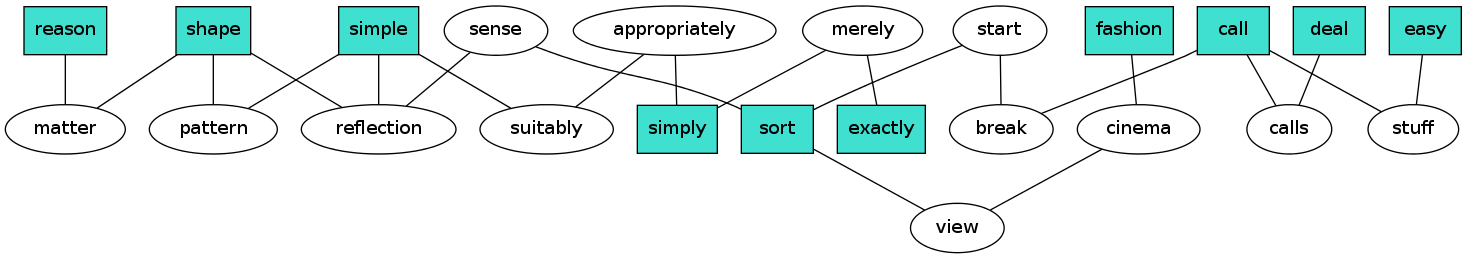 reason shape simple sense appropriately merely start fashion call deal easy
matter pattern reflection suitably simply sort exactly break cinema calls stuff
view